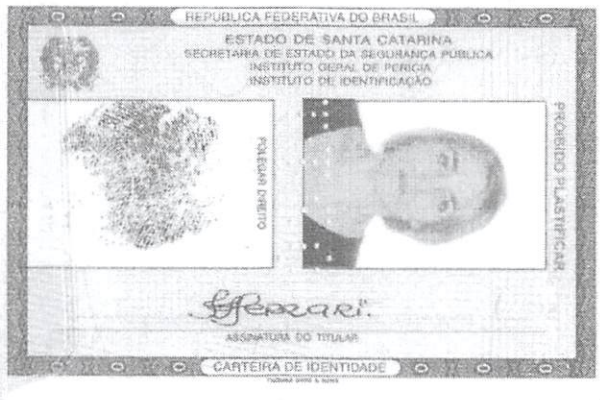 REPÚBLICA FEDERATIVA DO BRASIL
ESTADO DE SANTA CATARINA
SECRETARIA DE ESTADO DA SEGURANÇA PÚBLICA
INSTITUTO GERAL DE PERÍCIA
INSTITUTO DE IDENTIFICAÇÃO
POLEGAR DIREITO
PROIBIDO PLASTIFICAR
Ferrari.
ASSINATURA DO TITULAR
CARTEIRA DE IDENTIDADE